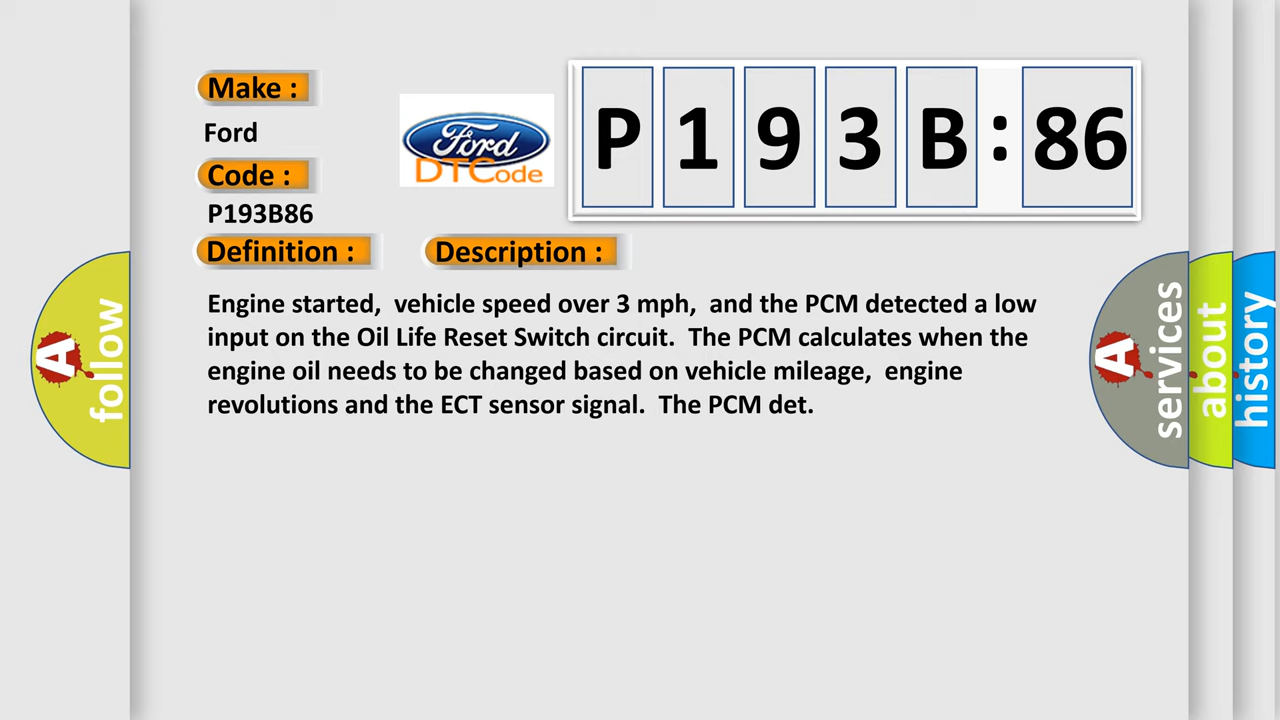 Make :
Ford
Code :
P193B86
Definition :
Description :
Ford
DTCode
P193B:86
Engine started,  vehicle speed over 3 mph,  and the PCM detected a low
input on the Oil Life Reset Switch circuit  The PCM calculates when the
engine oil needs to be changed based on vehicle mileage,  engine
revolutions and the ECT sensor signal  The PCM det.
A follow
A services
about
history